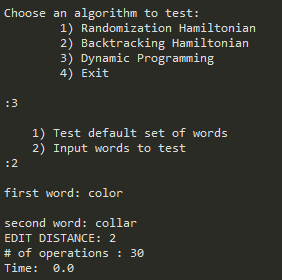 Choose an algorithm to test:
1) Randomization Hamiltonian
2) Backtracking Hamiltonian
3) Dynamic Programming
4) Exit
:3
1) Test default set of words
2) Input words to test
:2
first word: color
second word: collar
EDIT DISTANCE: 2
# of operations : 30
Time:  0.0